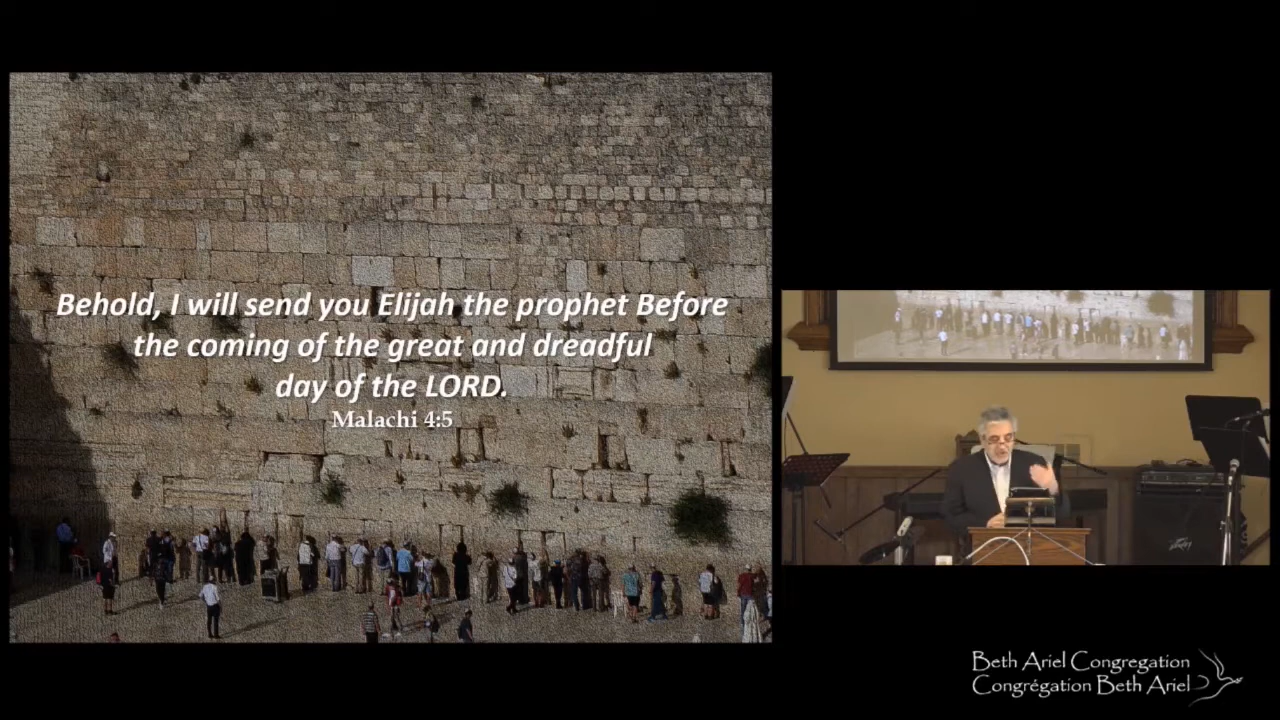 Behold, I will send you Elijah the prophet Before
the coming of the great and dreadful
day of the LORD.
Malachi 4:5
PEAVEY
Beth Ariel Congregation
Congrégation Beth Ariel